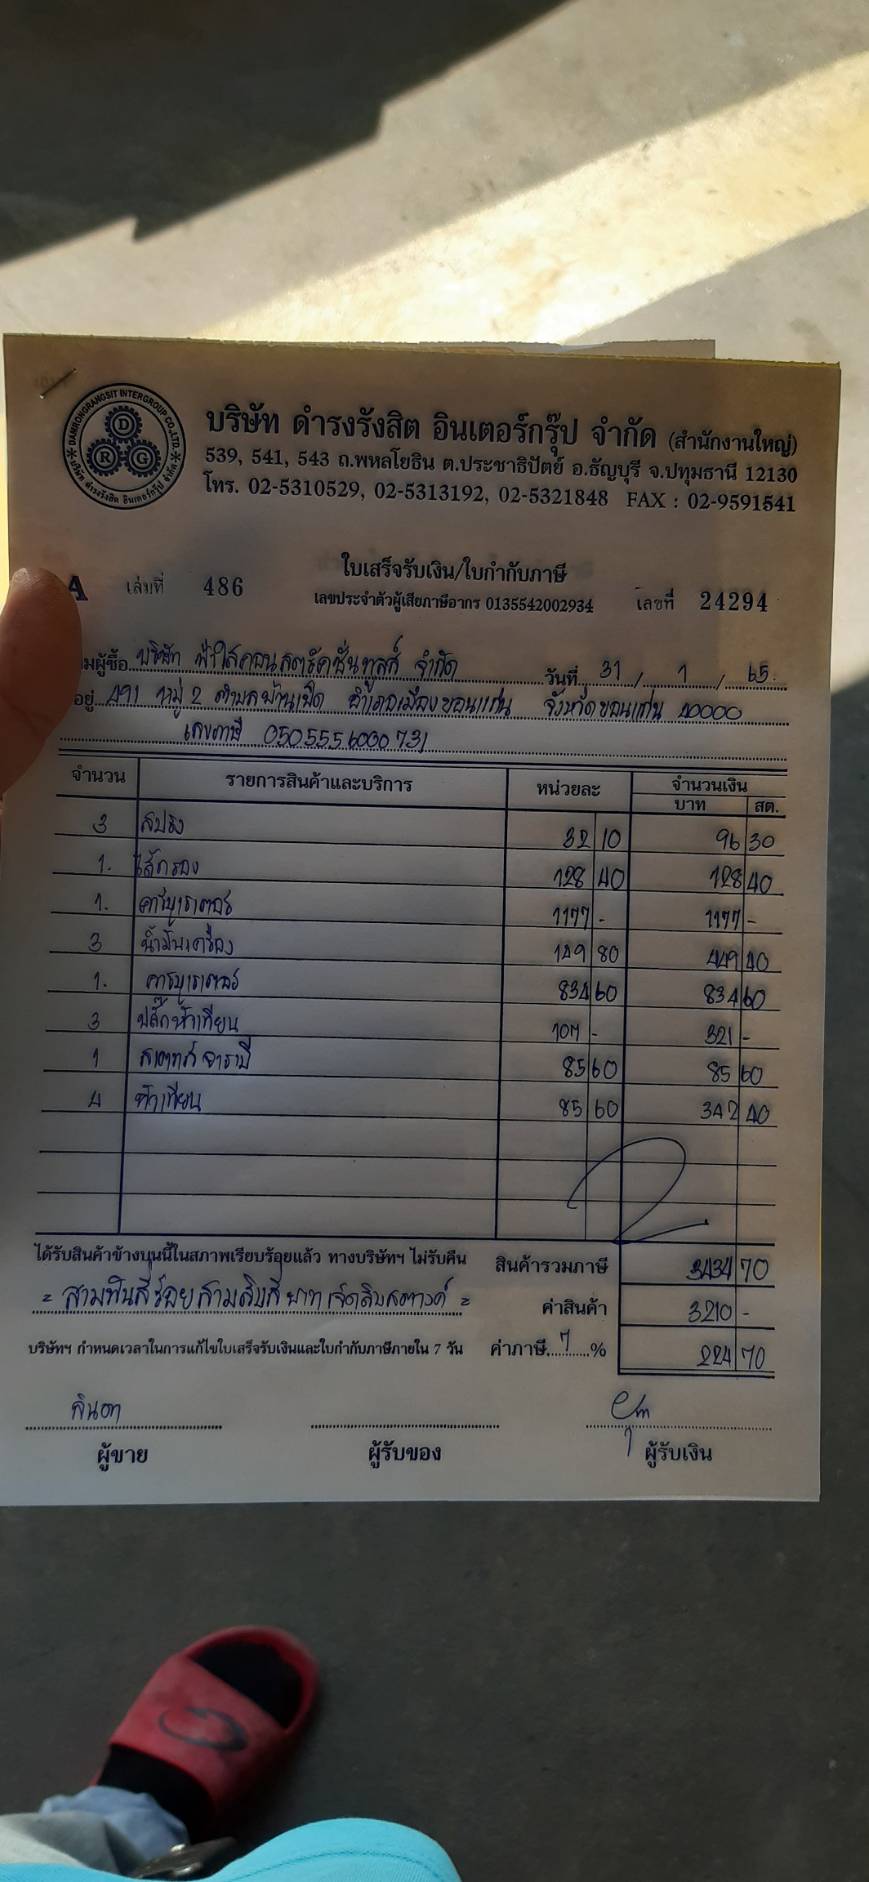 DAMRONGRANGSIT INTERGROUP CO.,LTD.
D
R G
บริษัท ดำรงรังสิต อินเตอร์กรุ๊ป จำกัด
บริษัท ดำรงรังสิต อินเตอร์กรุ๊ป จำกัด (สำนักงานใหญ่)
539, 541, 543 ถ.พหลโยธิน ต.ประชาธิปัตย์ อ.ธัญบุรี จ.ปทุมธานี 12130
โทร. 02-5310529, 02-5313192, 02-5321848 FAX : 02-9591541
ใบเสร็จรับเงิน/ใบกำกับภาษี
A เล่มที่ 486 เลขประจำตัวผู้เสียภาษีอากร 0135542002934 เลขที่ 24294
มผู้ซื้อ บริษัท ฟ้าใสคอนสตรัคชั่นทูลส์ จำกัด วันที่ 31 / 1 / 65
อยู่ 491 หมู่ 2 ตำบลบ้านเป็ด อำเภอเมืองขอนแก่น จังหวัดขอนแก่น 40000
เลขภาษี 0505556000731
จำนวน รายการสินค้าและบริการ หน่วยละ จำนวนเงิน
บาท สต.
3 สปริง 32 10 96 30
1. ไส้กรอง 128 40 128 40
1. คาร์บูเรเตอร์ 1177 - 1177 -
3 น้ำมันเครื่อง 149 80 449 40
1. คาร์บูเรเตอร์ 834 60 834 60
3 ปลั๊กหัวเทียน 107 - 321 -
1 85 60 85 60
4 หัวเทียน 85 60 342 40
ได้รับสินค้าข้างบนนี้ในสภาพเรียบร้อยแล้ว ทางบริษัทฯ ไม่รับคืน สินค้ารวมภาษี 3434 70
= สามพันสี่ร้อยสามสิบสี่บาทเจ็ดสิบสตางค์ = ค่าสินค้า 3210 -
บริษัทฯ กำหนดเวลาในการแก้ไขใบเสร็จรับเงินและใบกำกับภาษีภายใน 7 วัน ค่าภาษี 7 % 224 70
ผู้ขาย ผู้รับของ ผู้รับเงิน